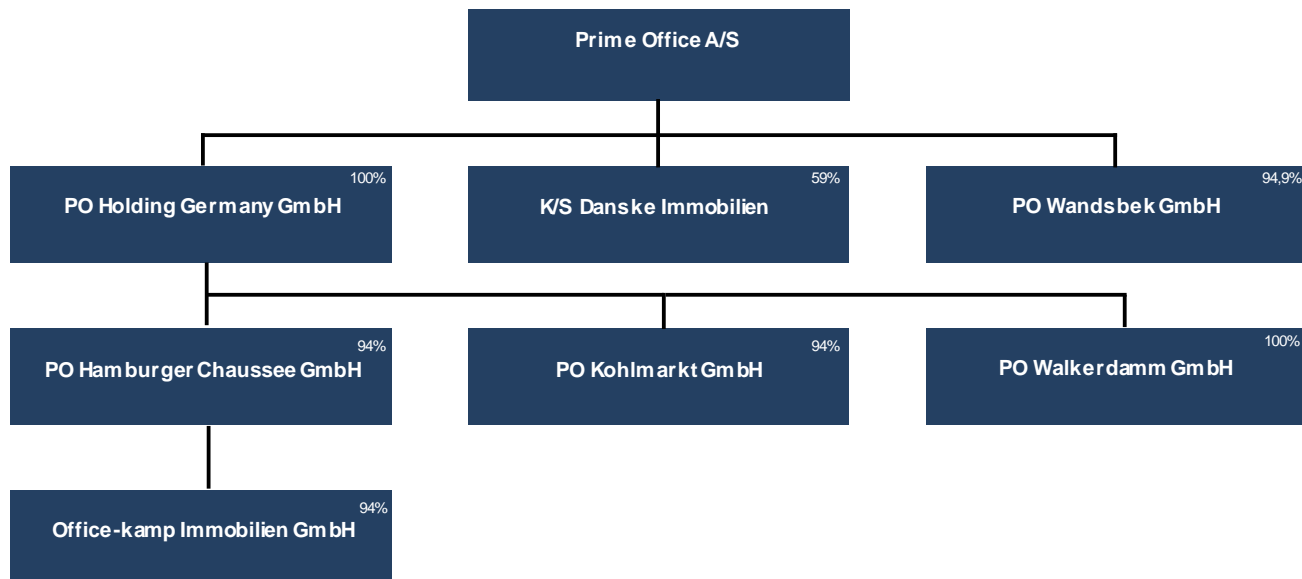 Prime Office A/S
100%
PO Holding Germany GmbH
59%
K/S Danske Immobilien
94,9%
PO Wandsbek GmbH
94%
PO Hamburger Chaussee GmbH
94%
PO Kohlmarkt GmbH
100%
PO Walkerdamm GmbH
94%
Office-kamp Immobilien GmbH